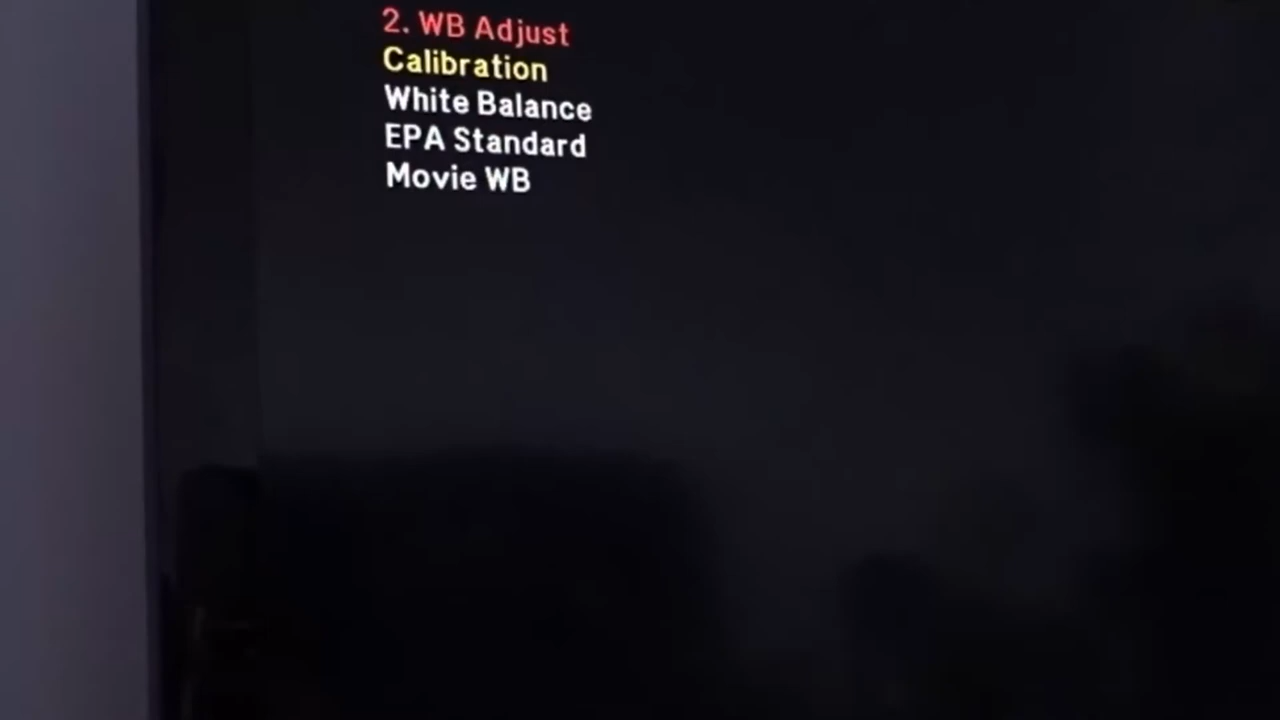 2. WB Adjust
Calibration
White Balance
EPA Standard
Movie WB